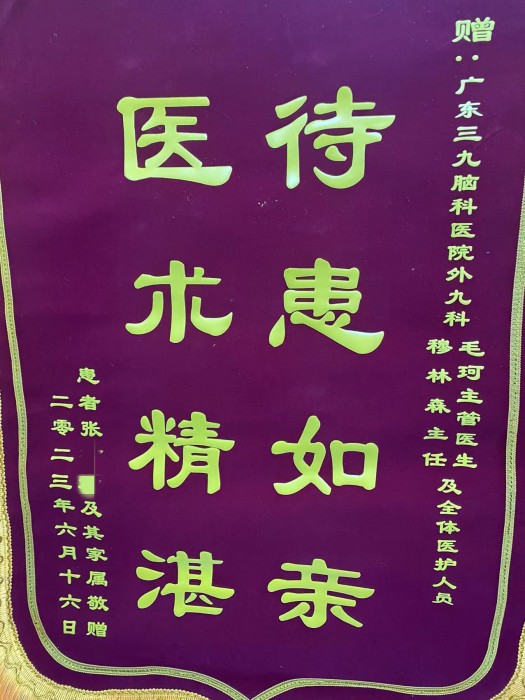 赠：广东三九脑科医院外九科
毛珂主管医生
穆林森主任
及全体医护人员
待患如亲
医术精湛
患者张 及其家属敬赠
二零二三年六月十六日